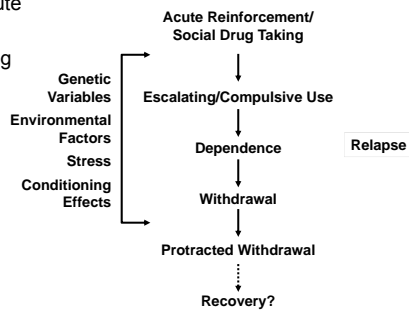 ute
g
Acute Reinforcement/
Social Drug Taking
Genetic
Variables
Environmental
Factors
Stress
Conditioning
Effects
Escalating/Compulsive Use
Dependence
Withdrawal
Protracted Withdrawal
Recovery?
Relapse